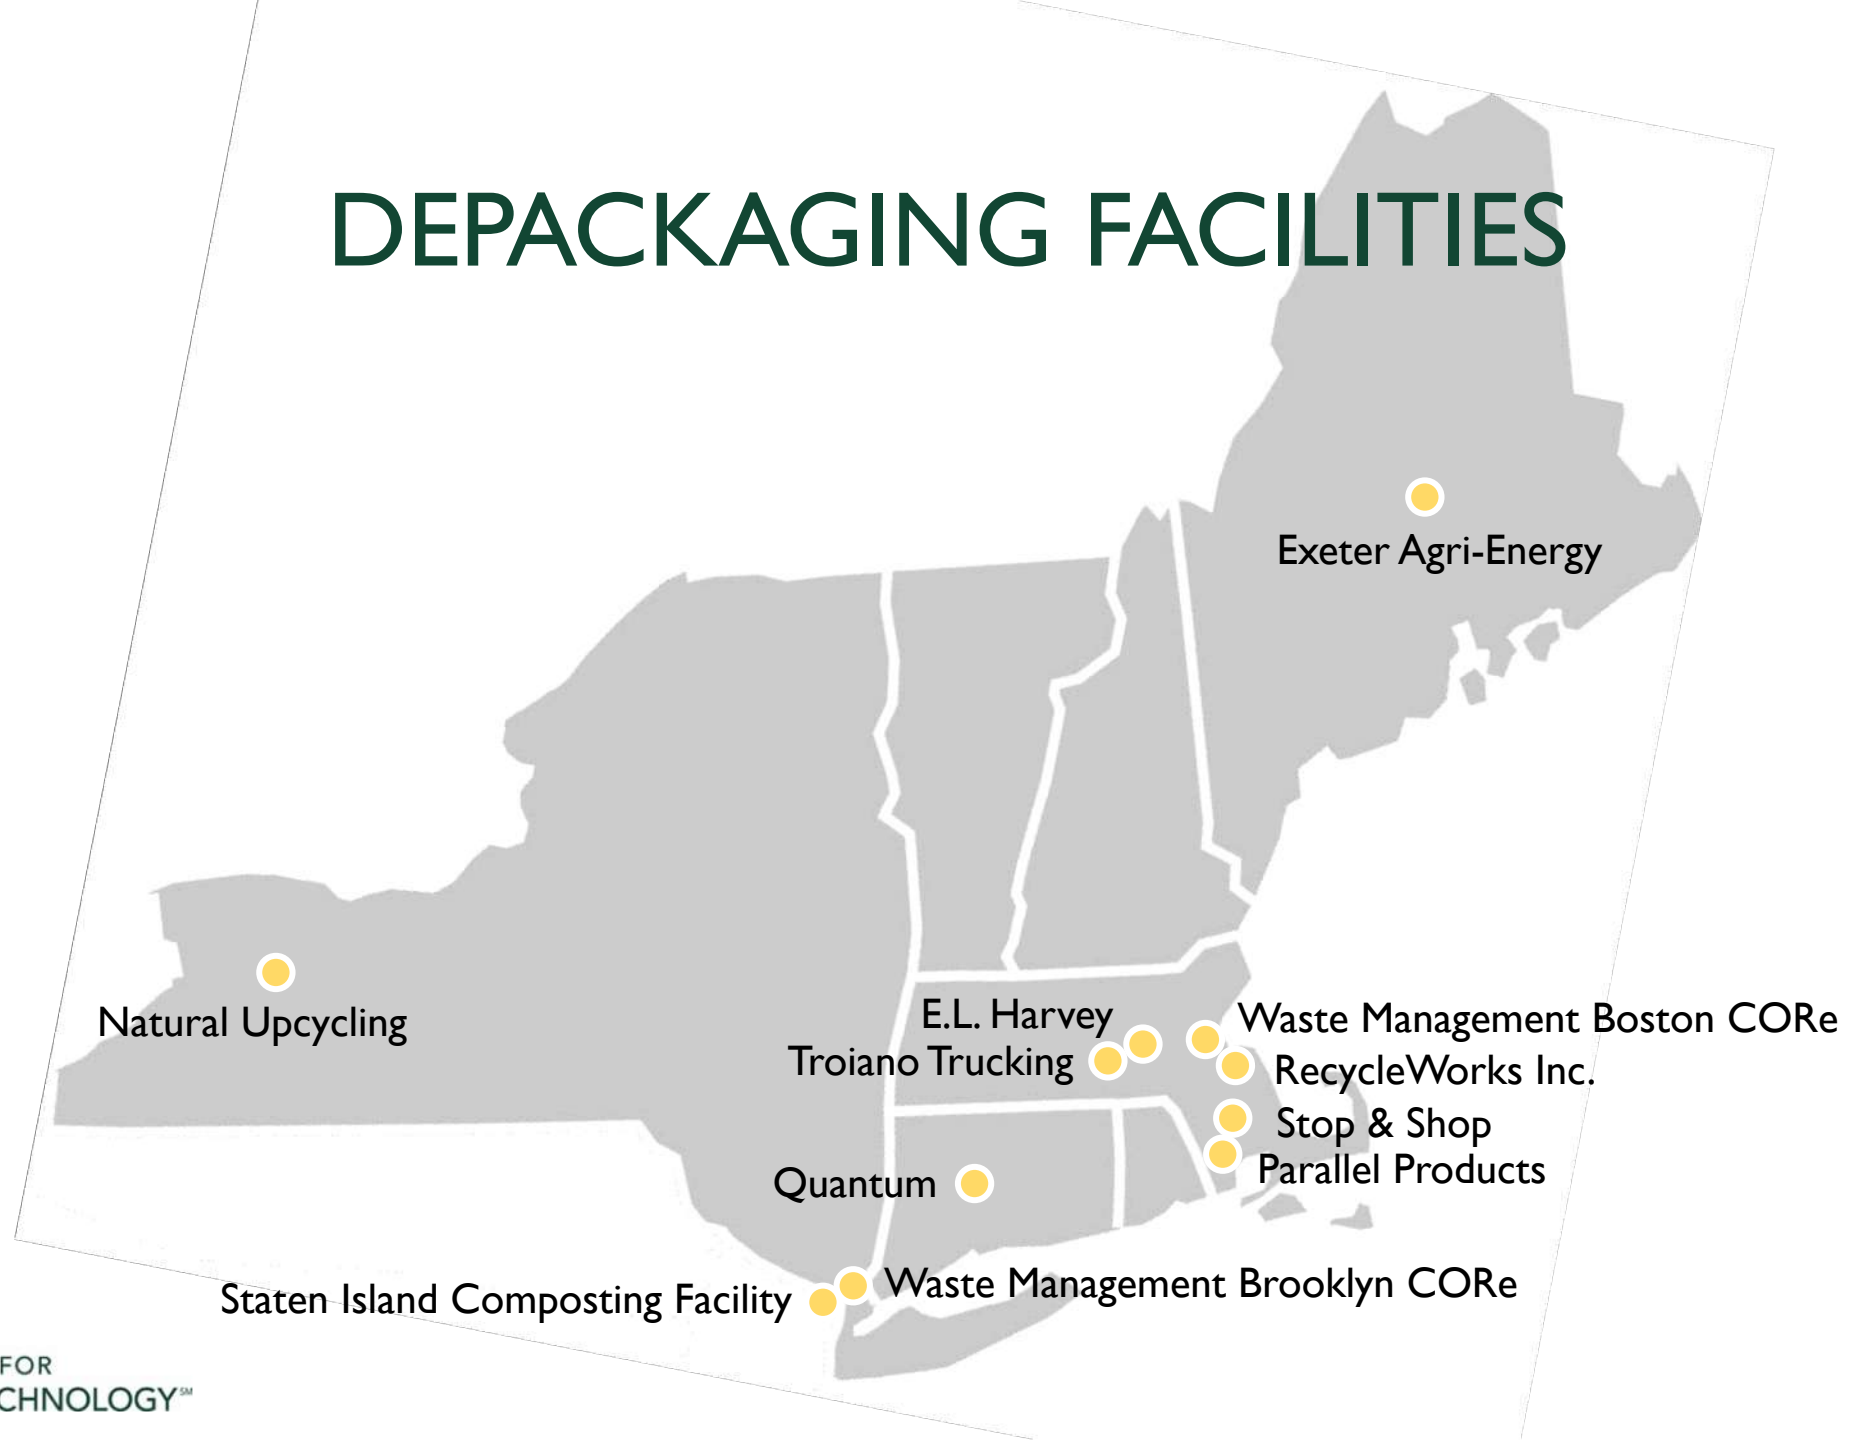 DEPACKAGING FACILITIES
Exeter Agri-Energy
Natural Upcycling
E.L. Harvey
Waste Management Boston CORe
Troiano Trucking
RecycleWorks Inc.
Stop & Shop
Parallel Products
Quantum
Waste Management Brooklyn CORe
Staten Island Composting Facility
FOR
CHNOLOGY℠